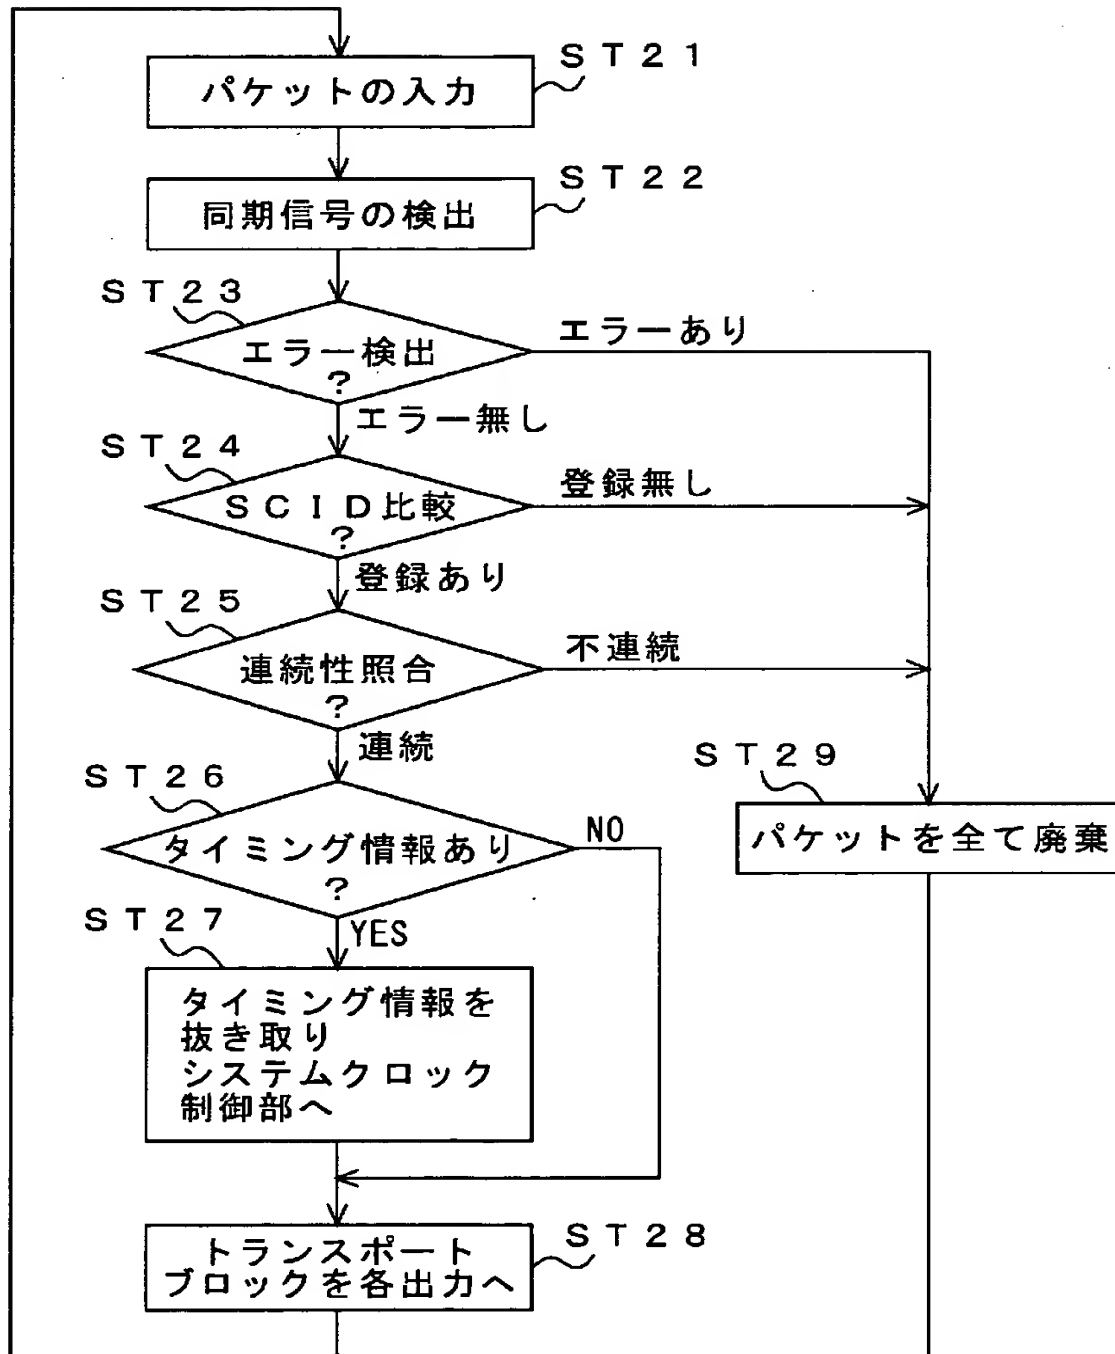 ST21
パケットの入力
ST22
同期信号の検出
ST23
エラー検出
?
エラーあり
エラー無し
ST24
SCID比較
?
登録無し
登録あり
ST25
連続性照合
?
不連続
連続
ST26
タイミング情報あり
?
NO
YES
ST29
パケットを全て廃棄
ST27
タイミング情報を
抜き取り
システムクロック
制御部へ
ST28
トランスポート
ブロックを各出力へ